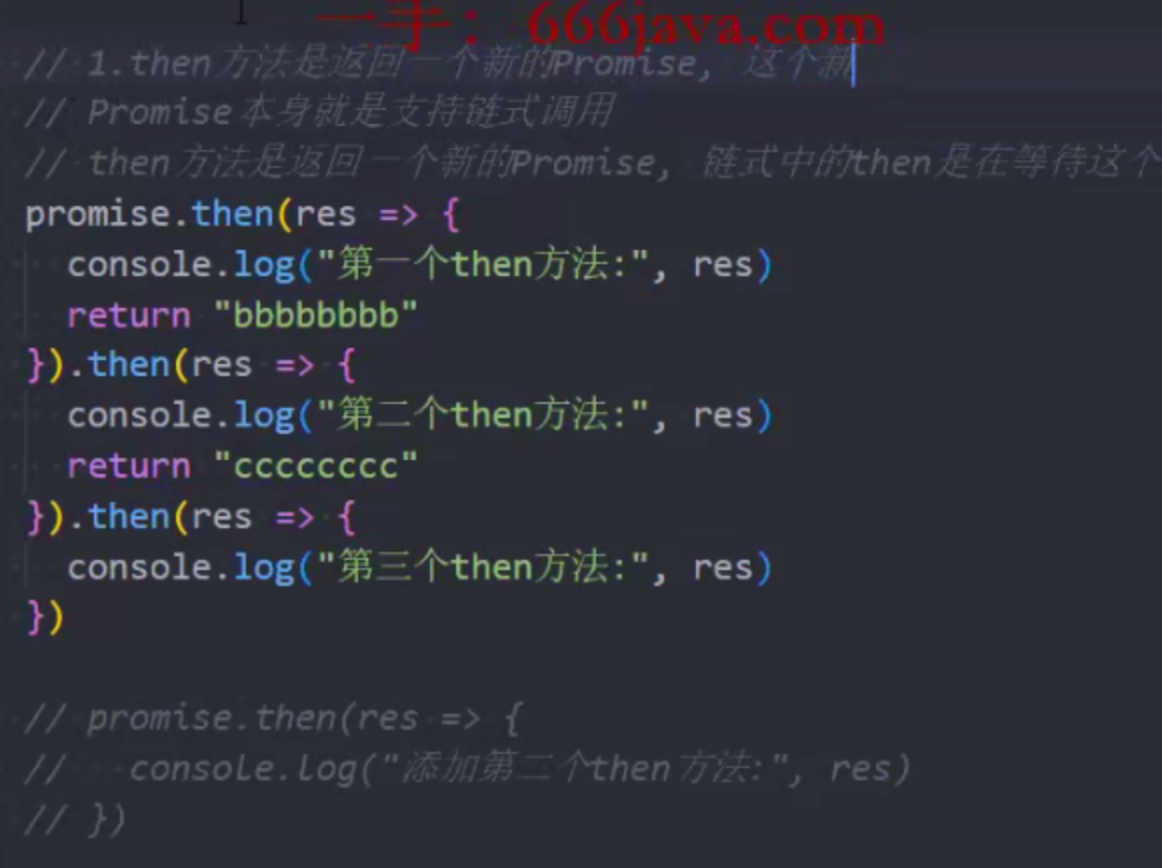 一手：666java.com
// 1.then方法是返回一个新的Promise, 这个新
// Promise本身就是支持链式调用
// then方法是返回一个新的Promise, 链式中的then是在等待这个
promise.then(res => {
  console.log("第一个then方法:", res)
  return "bbbbbbbb"
}).then(res => {
  console.log("第二个then方法:", res)
  return "cccccccc"
}).then(res => {
  console.log("第三个then方法:", res)
})
// promise.then(res => {
//   console.log("添加第二个then方法:", res)
// })